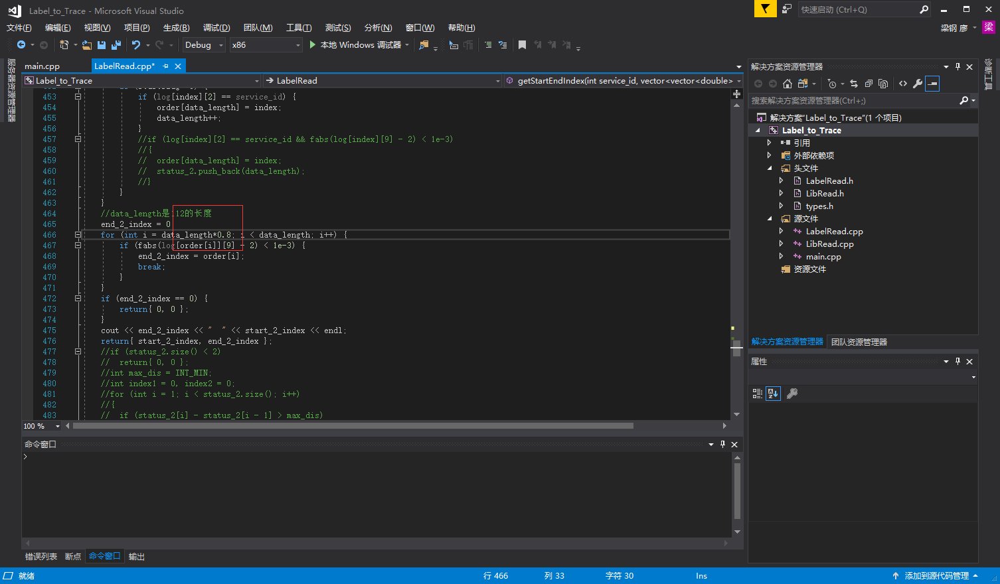 Label_to_Trace - Microsoft Visual Studio
快速启动 (Ctrl+Q)
文件(F) 编辑(E) 视图(V) 项目(P) 生成(B) 调试(D) 团队(M) 工具(T) 测试(S) 分析(N) 窗口(W) 帮助(H)
梁钢 廖 梁
Debug x86 本地 Windows 调试器
服务器资源管理器
main.cpp LabelRead.cpp*
Label_to_Trace LabelRead getStartEndIndex(int service_id, vector<vector<double>
453 if (log[index][2] == service_id) {
454 order[data_length] = index;
455 data_length++;
456 }
457 //if (log[index][2] == service_id && fabs(log[index][9] - 2) < 1e-3)
458 //{
459 // order[data_length] = index;
460 // status_2.push_back(data_length);
461 //}
462 }
463 }
464 //data_length是112的长度
465 end_2_index = 0
466 for (int i = data_length*0.8; i < data_length; i++) {
467 if (fabs(log[order[i]][9] - 2) < 1e-3) {
468 end_2_index = order[i];
469 break;
470 }
471 }
472 if (end_2_index == 0) {
473 return{ 0, 0 };
474 }
475 cout << end_2_index << "  " << start_2_index << endl;
476 return{ start_2_index, end_2_index };
477 //if (status_2.size() < 2)
478 // return{ 0, 0 };
479 //int max_dis = INT_MIN;
480 //int index1 = 0, index2 = 0;
481 //for (int i = 1; i < status_2.size(); i++)
482 //{
483 // if (status_2[i] - status_2[i - 1] > max_dis)
100 %
命令窗口
>
错误列表 断点 命令窗口 输出
解决方案资源管理器
搜索解决方案资源管理器(Ctrl+;)
解决方案"Label_to_Trace"(1 个项目)
Label_to_Trace
引用
外部依赖项
头文件
LabelRead.h
LibRead.h
types.h
源文件
LabelRead.cpp
LibRead.cpp
main.cpp
资源文件
解决方案资源管理器 团队资源管理器
属性
诊断工具
就绪 行 466 列 33 字符 30 Ins 添加到源代码管理